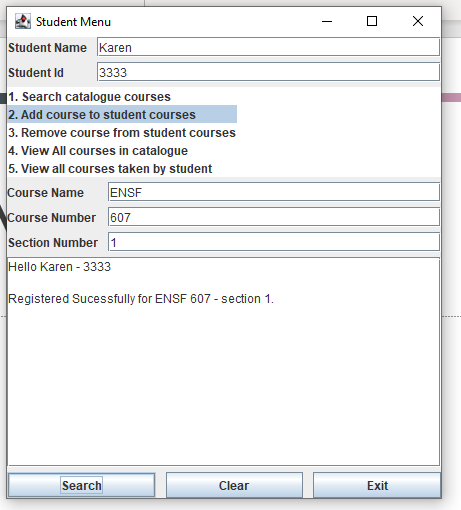 Student Menu
Student Name Karen
Student Id 3333
1. Search catalogue courses
2. Add course to student courses
3. Remove course from student courses
4. View All courses in catalogue
5. View all courses taken by student
Course Name ENSF
Course Number 607
Section Number 1
Hello Karen - 3333
Registered Sucessfully for ENSF 607 - section 1.
Search Clear Exit